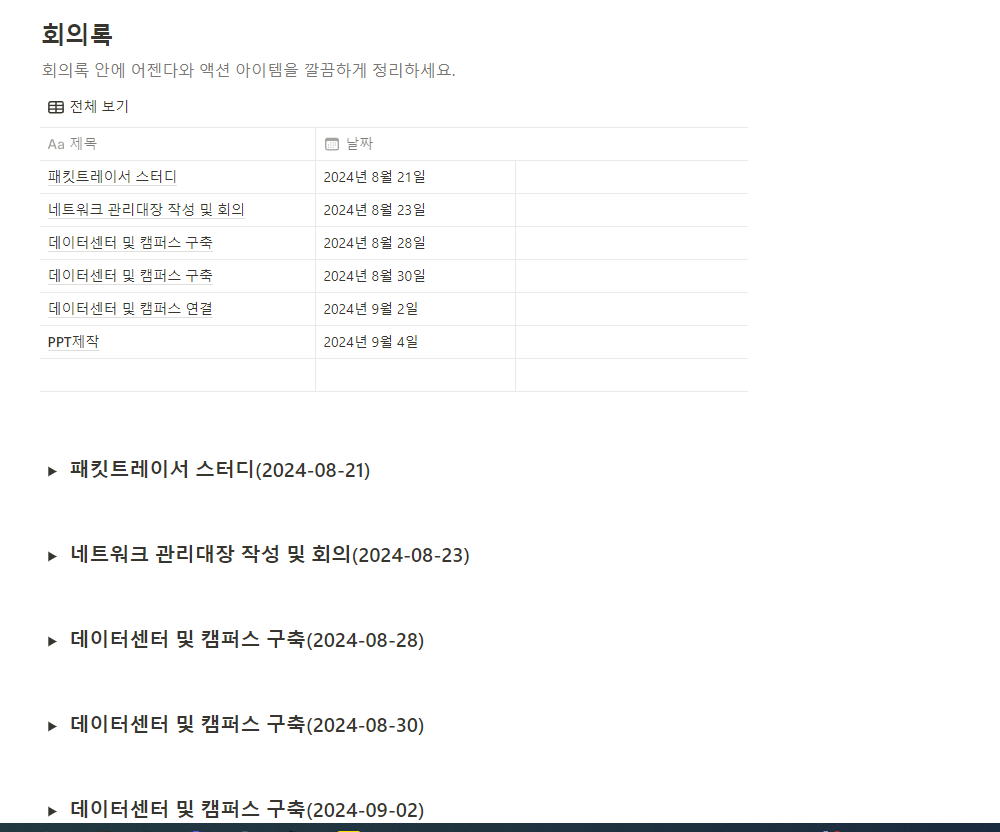 회의록
회의록 안에 어젠다와 액션 아이템을 깔끔하게 정리하세요.
전체 보기
Aa 제목 날짜
패킷트레이서 스터디 2024년 8월 21일
네트워크 관리대장 작성 및 회의 2024년 8월 23일
데이터센터 및 캠퍼스 구축 2024년 8월 28일
데이터센터 및 캠퍼스 구축 2024년 8월 30일
데이터센터 및 캠퍼스 연결 2024년 9월 2일
PPT제작 2024년 9월 4일
패킷트레이서 스터디(2024-08-21)
네트워크 관리대장 작성 및 회의(2024-08-23)
데이터센터 및 캠퍼스 구축(2024-08-28)
데이터센터 및 캠퍼스 구축(2024-08-30)
데이터센터 및 캠퍼스 구축(2024-09-02)